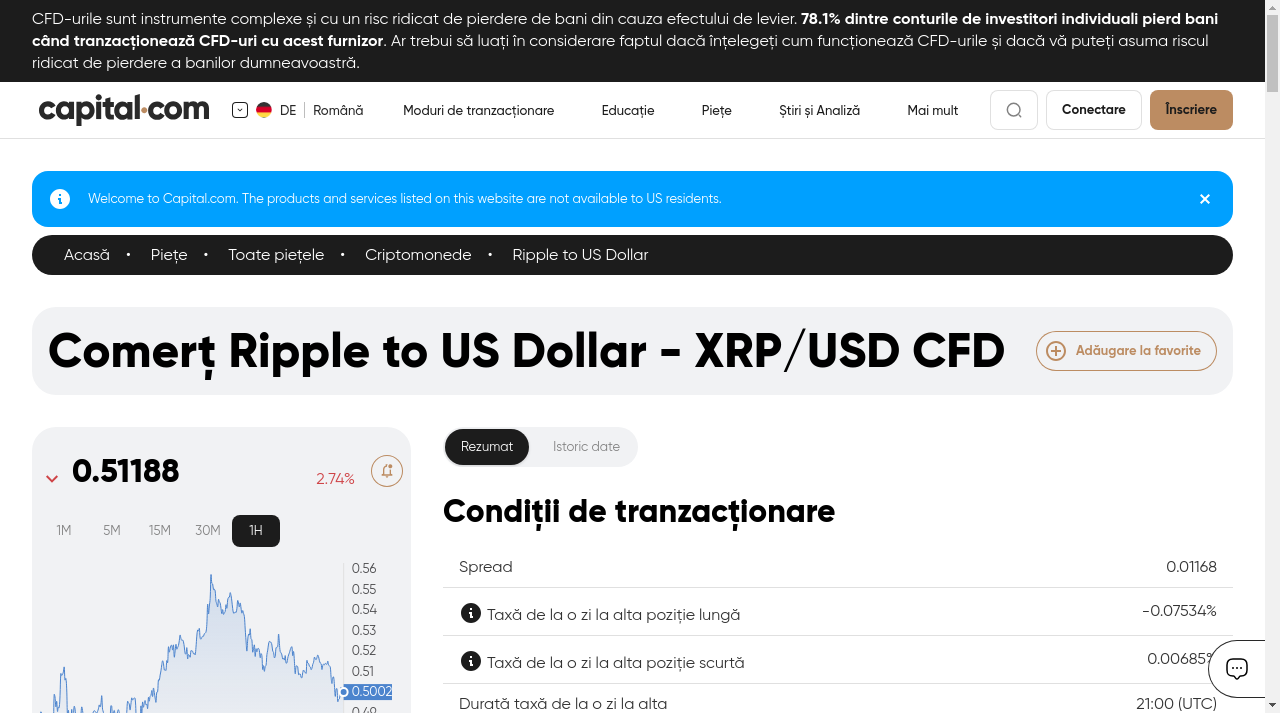 CFD-urile sunt instrumente complexe și cu un risc ridicat de pierdere de bani din cauza efectului de levier. 78.1% dintre conturile de investitori individuali pierd bani
când tranzacționează CFD-uri cu acest furnizor. Ar trebui să luați în considerare faptul dacă înțelegeți cum funcționează CFD-urile și dacă vă puteți asuma riscul
ridicat de pierdere a banilor dumneavoastră.
capital.com DE Română Moduri de tranzacționare Educație Piețe Știri și Analiză Mai mult Conectare Înscriere
Welcome to Capital.com. The products and services listed on this website are not available to US residents.
Acasă • Piețe • Toate piețele • Criptomonede • Ripple to US Dollar
Comerț Ripple to US Dollar - XRP/USD CFD
Adăugare la favorite
0.51188
2.74%
1M 5M 15M 30M 1H
0.56
0.55
0.54
0.53
0.52
0.51
0.5002
0.49
Rezumat Istoric date
Condiții de tranzacționare
Spread 0.01168
Taxă de la o zi la alta poziție lungă -0.07534%
Taxă de la o zi la alta poziție scurtă 0.00685%
Durată taxă de la o zi la alta 21:00 (UTC)